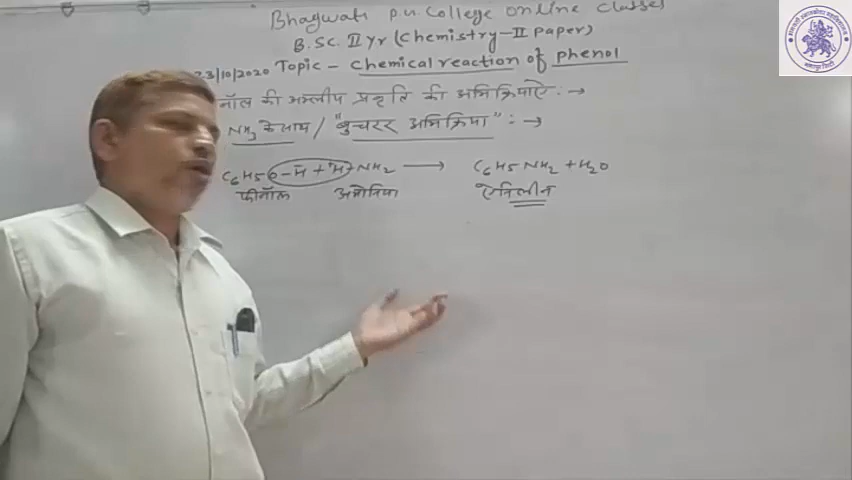 Bhagwati P.G. College Online Classes
B.Sc. II Yr (Chemistry-II Paper)
23/10/2020 Topic - Chemical reaction of phenol
नॉल की अम्लीय प्रकृति की अभिक्रियाऐं :→
NH3 के साथ / "बुचरर अभिक्रिया" :→
C6H5O-H + H-NH2 ⟶ C6H5NH2 + H2O
फीनॉल अमोनिया ऐनिलीन